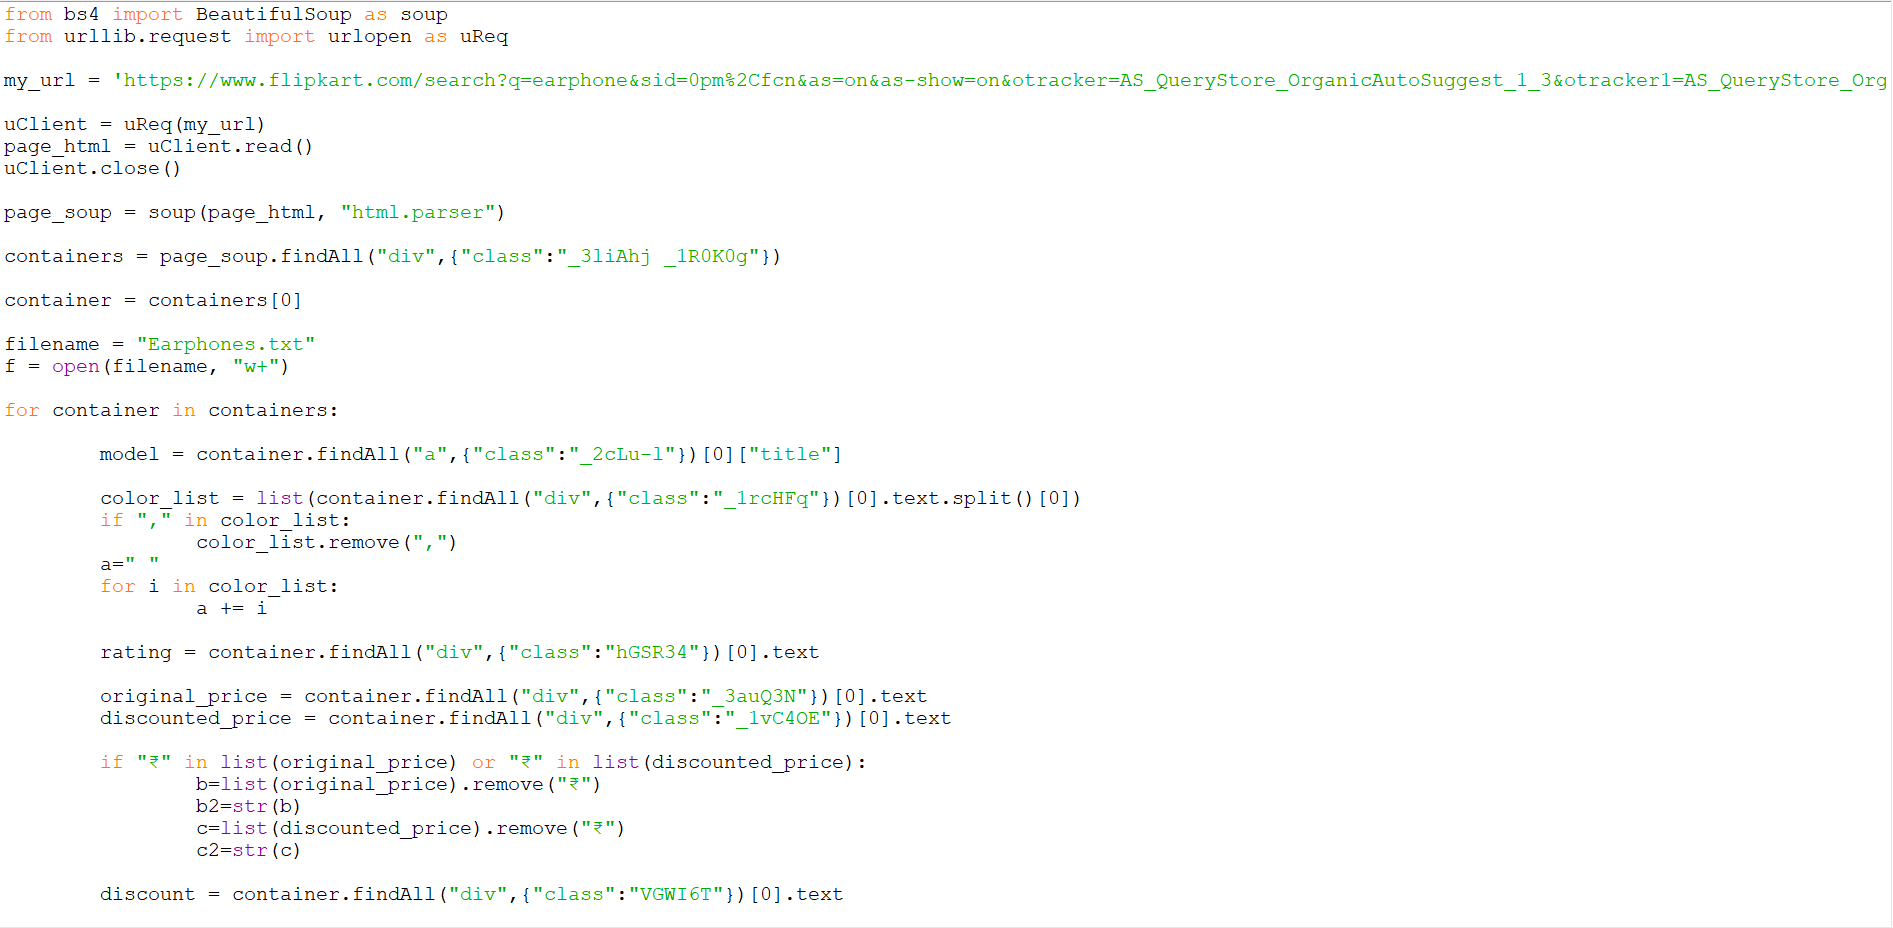 from bs4 import BeautifulSoup as soup
from urllib.request import urlopen as uReq
my_url = 'https://www.flipkart.com/search?q=earphone&sid=0pm%2Cfcn&as=on&as-show=on&otracker=AS_QueryStore_OrganicAutoSuggest_1_3&otracker1=AS_QueryStore_Org
uClient = uReq(my_url)
page_html = uClient.read()
uClient.close()
page_soup = soup(page_html, "html.parser")
containers = page_soup.findAll("div",{"class":"_3liAhj _1R0K0g"})
container = containers[0]
filename = "Earphones.txt"
f = open(filename, "w+")
for container in containers:
model = container.findAll("a",{"class":"_2cLu-l"})[0]["title"]
color_list = list(container.findAll("div",{"class":"_1rcHFq"})[0].text.split()[0])
if "," in color_list:
color_list.remove(",")
a=" "
for i in color_list:
a += i
rating = container.findAll("div",{"class":"hGSR34"})[0].text
original_price = container.findAll("div",{"class":"_3auQ3N"})[0].text
discounted_price = container.findAll("div",{"class":"_1vC4OE"})[0].text
if "₹" in list(original_price) or "₹" in list(discounted_price):
b=list(original_price).remove("₹")
b2=str(b)
c=list(discounted_price).remove("₹")
c2=str(c)
discount = container.findAll("div",{"class":"VGWI6T"})[0].text